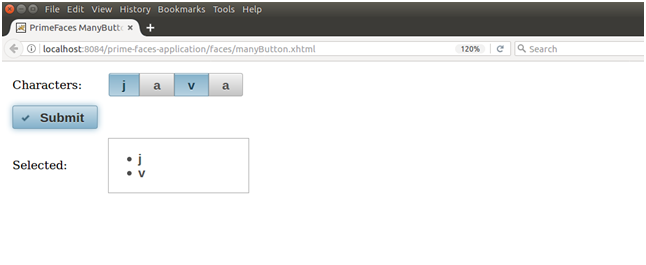 File Edit View History Bookmarks Tools Help
PrimeFaces ManyButto
localhost:8084/prime-faces-application/faces/manyButton.xhtml 120% Search
Characters: j a v a
Submit
Selected:
j
v